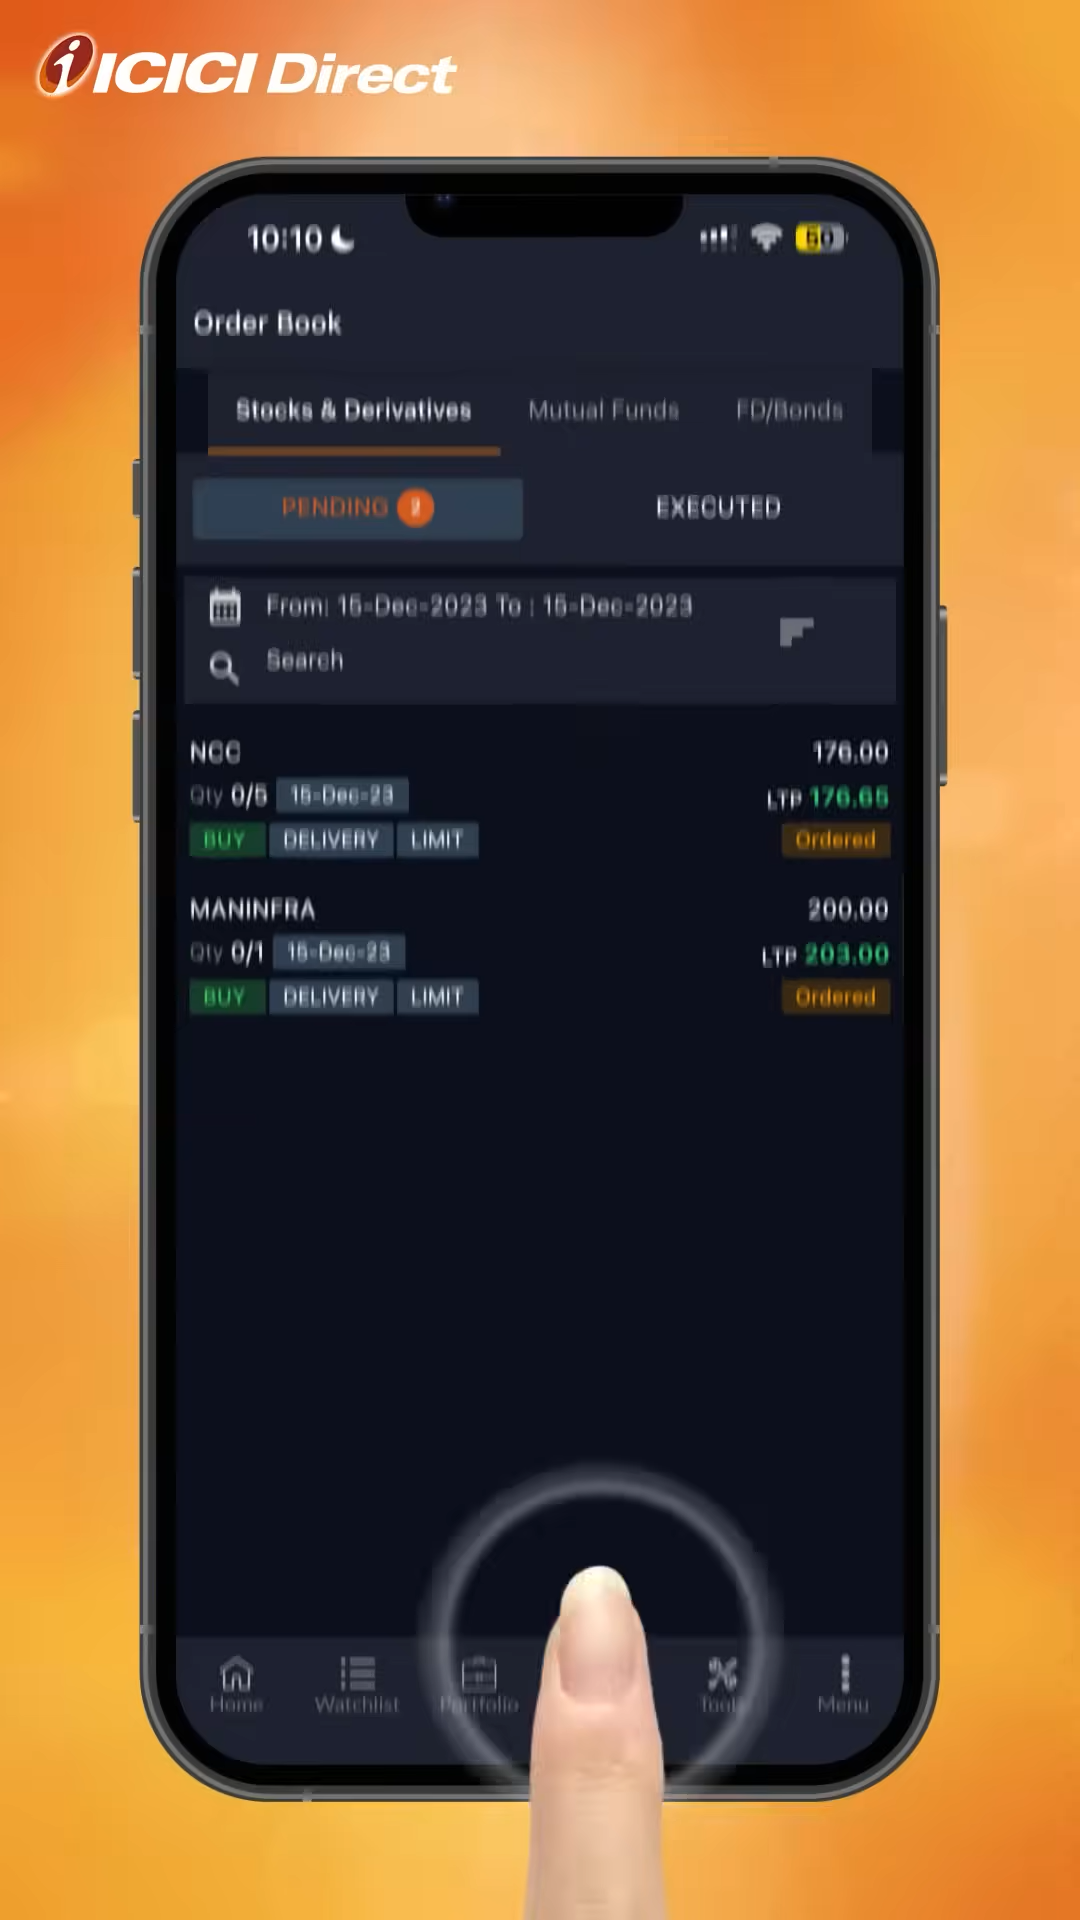 ICICI Direct
10:10
50
Order Book
Stocks & Derivatives Mutual Funds FD/Bonds
PENDING 2 EXECUTED
From: 15-Dec-2023 To : 15-Dec-2023
Search
NCC 176.00
Qty 0/5 15-Dec-23 LTP 176.65
BUY DELIVERY LIMIT Ordered
MANINFRA 200.00
Qty 0/1 15-Dec-23 LTP 203.00
BUY DELIVERY LIMIT Ordered
Home Watchlist Portfolio Tools Menu